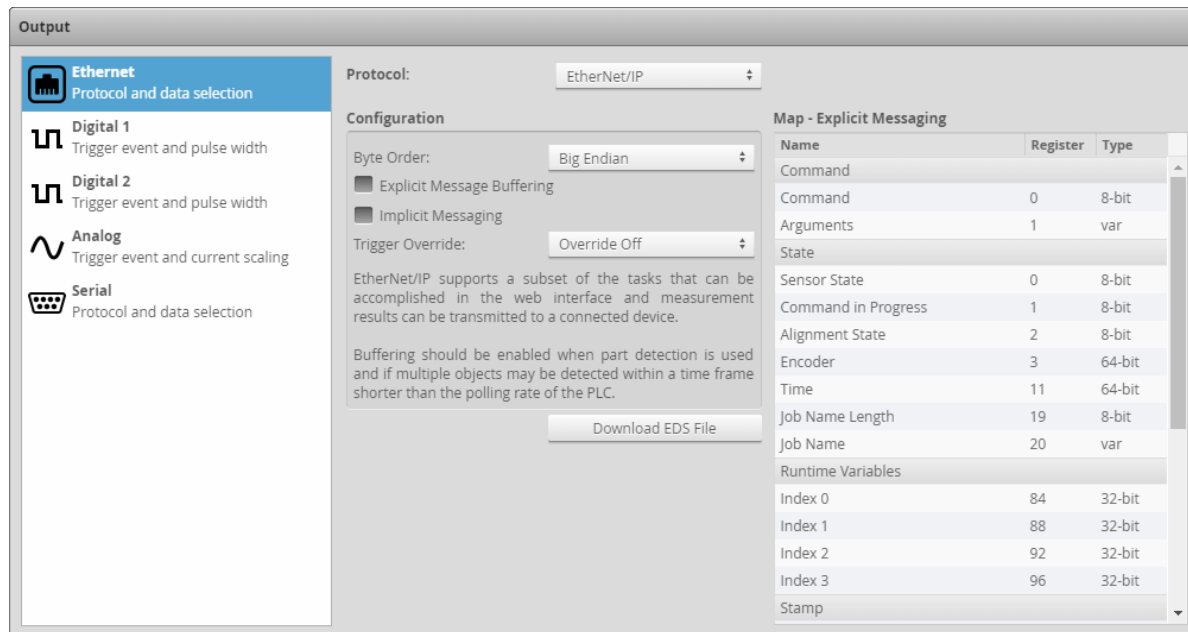 Output
Ethernet
Protocol and data selection
Digital 1
Trigger event and pulse width
Digital 2
Trigger event and pulse width
Analog
Trigger event and current scaling
Serial
Protocol and data selection
Protocol: EtherNet/IP
Configuration
Byte Order: Big Endian
Explicit Message Buffering
Implicit Messaging
Trigger Override: Override Off
EtherNet/IP supports a subset of the tasks that can be
accomplished in the web interface and measurement
results can be transmitted to a connected device.
Buffering should be enabled when part detection is used
and if multiple objects may be detected within a time frame
shorter than the polling rate of the PLC.
Download EDS File
Map - Explicit Messaging
Name Register Type
Command
Command 0 8-bit
Arguments 1 var
State
Sensor State 0 8-bit
Command in Progress 1 8-bit
Alignment State 2 8-bit
Encoder 3 64-bit
Time 11 64-bit
Job Name Length 19 8-bit
Job Name 20 var
Runtime Variables
Index 0 84 32-bit
Index 1 88 32-bit
Index 2 92 32-bit
Index 3 96 32-bit
Stamp